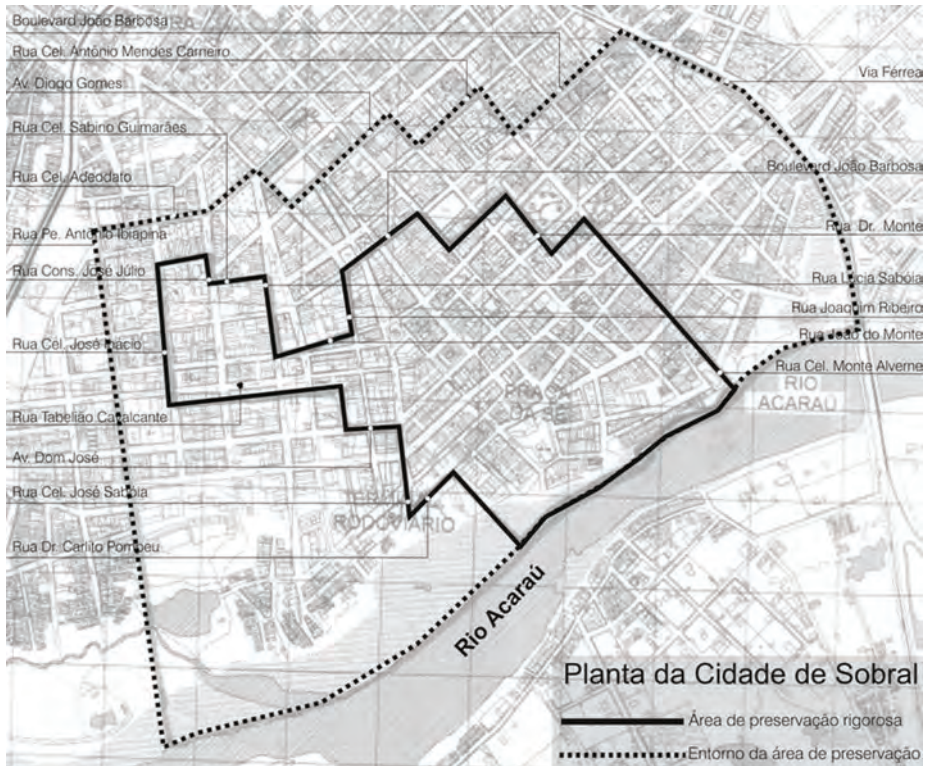 Boulevard João Barbosa
Rua Cel. Antônio Mendes Carneiro
Av. Diogo Gomes
Rua Cel. Sabino Guimarães
Rua Cel. Adeodato
Rua Pe. Antônio Ibiapina
Rua Cons. José Júlio
Rua Cel. José Inácio
Rua Tabelião Cavalcante
Av. Dom José
Rua Cel. José Sabóia
Rua Dr. Carlito Pompeu
Via Férrea
Boulevard João Barbosa
Rua Dr. Monte
Rua Lúcia Sabóia
Rua Joaquim Ribeiro
Rua João do Monte
Rua Cel. Monte Alverne
PRAÇA
DA SÉ
RIO
ACARAÚ
RODOVIÁRIO
Rio Acaraú
Planta da Cidade de Sobral
Área de preservação rigorosa
Entorno da área de preservação